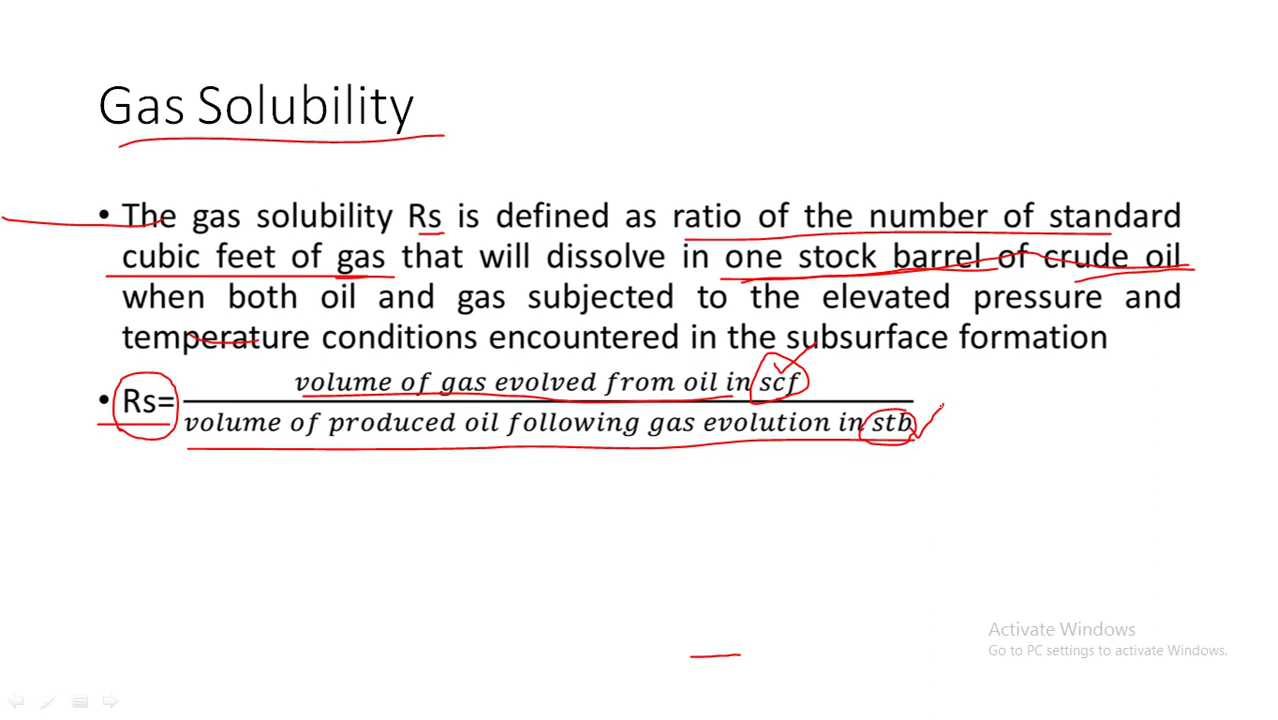 Gas Solubility
• The gas solubility Rs is defined as ratio of the number of standard
cubic feet of gas that will dissolve in one stock barrel of crude oil
when both oil and gas subjected to the elevated pressure and
temperature conditions encountered in the subsurface formation
• Rs= volume of gas evolved from oil in scf
volume of produced oil following gas evolution in stb
Activate Windows
Go to PC settings to activate Windows.